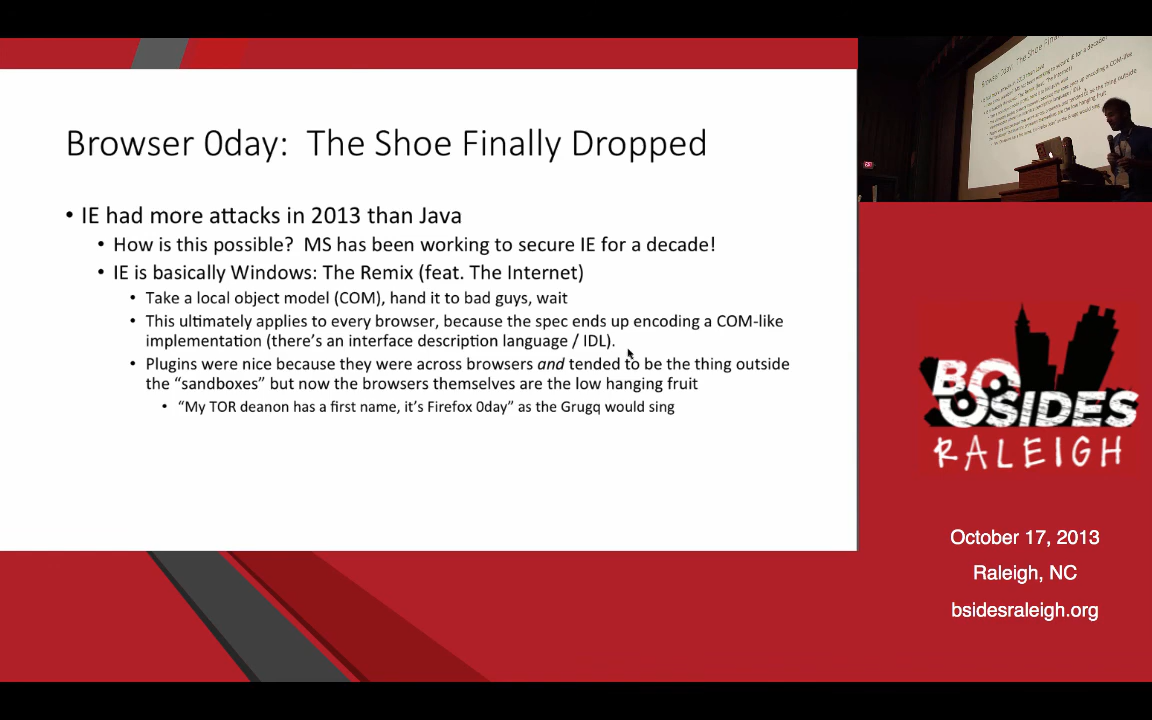 Browser 0day: The Shoe Finally Dropped
• IE had more attacks in 2013 than Java
• How is this possible? MS has been working to secure IE for a decade!
• IE is basically Windows: The Remix (feat. The Internet)
• Take a local object model (COM), hand it to bad guys, wait
• This ultimately applies to every browser, because the spec ends up encoding a COM-like
implementation (there's an interface description language / IDL).
• Plugins were nice because they were across browsers and tended to be the thing outside
the “sandboxes” but now the browsers themselves are the low hanging fruit
• “My TOR deanon has a first name, it's Firefox 0day” as the Grugq would sing
BSIDES
RALEIGH
October 17, 2013
Raleigh, NC
bsidesraleigh.org